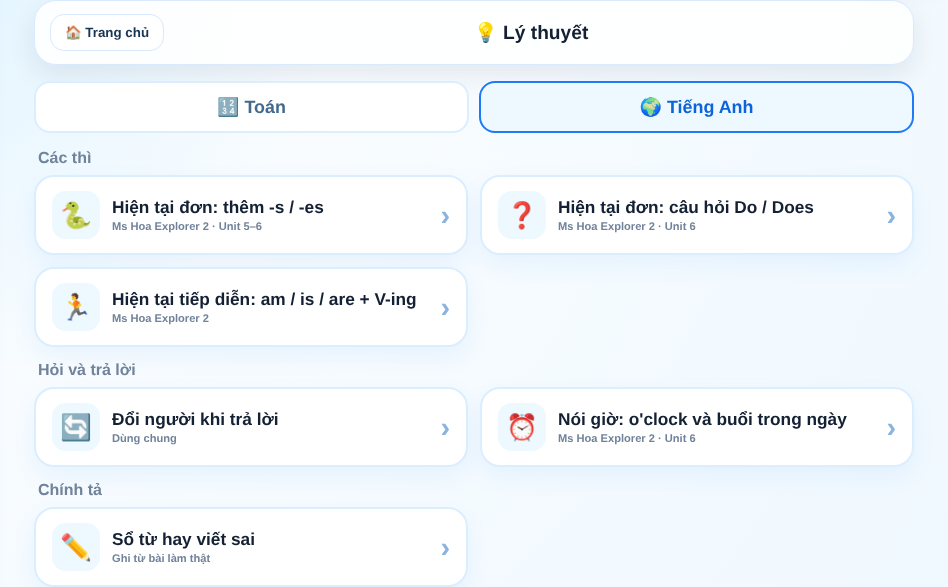 Trang chủ
Lý thuyết
Toán
Tiếng Anh
Các thì
Hiện tại đơn: thêm -s / -es
Ms Hoa Explorer 2 · Unit 5–6
Hiện tại đơn: câu hỏi Do / Does
Ms Hoa Explorer 2 · Unit 6
Hiện tại tiếp diễn: am / is / are + V-ing
Ms Hoa Explorer 2
Hỏi và trả lời
Đổi người khi trả lời
Dùng chung
Nói giờ: o'clock và buổi trong ngày
Ms Hoa Explorer 2 · Unit 6
Chính tả
Sổ từ hay viết sai
Ghi từ bài làm thật